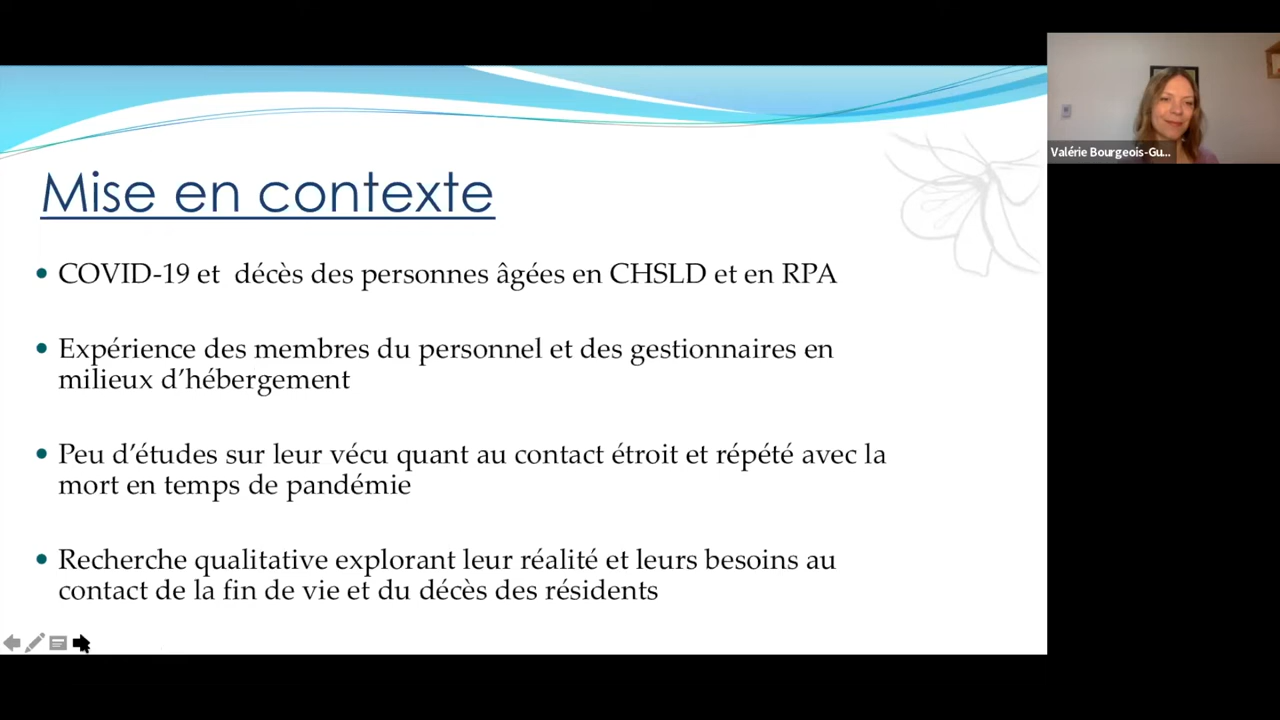 Mise en contexte
• COVID-19 et  décès des personnes âgées en CHSLD et en RPA
• Expérience des membres du personnel et des gestionnaires en
milieux d’hébergement
• Peu d’études sur leur vécu quant au contact étroit et répété avec la
mort en temps de pandémie
• Recherche qualitative explorant leur réalité et leurs besoins au
contact de la fin de vie et du décès des résidents
Valérie Bourgeois-Gu...